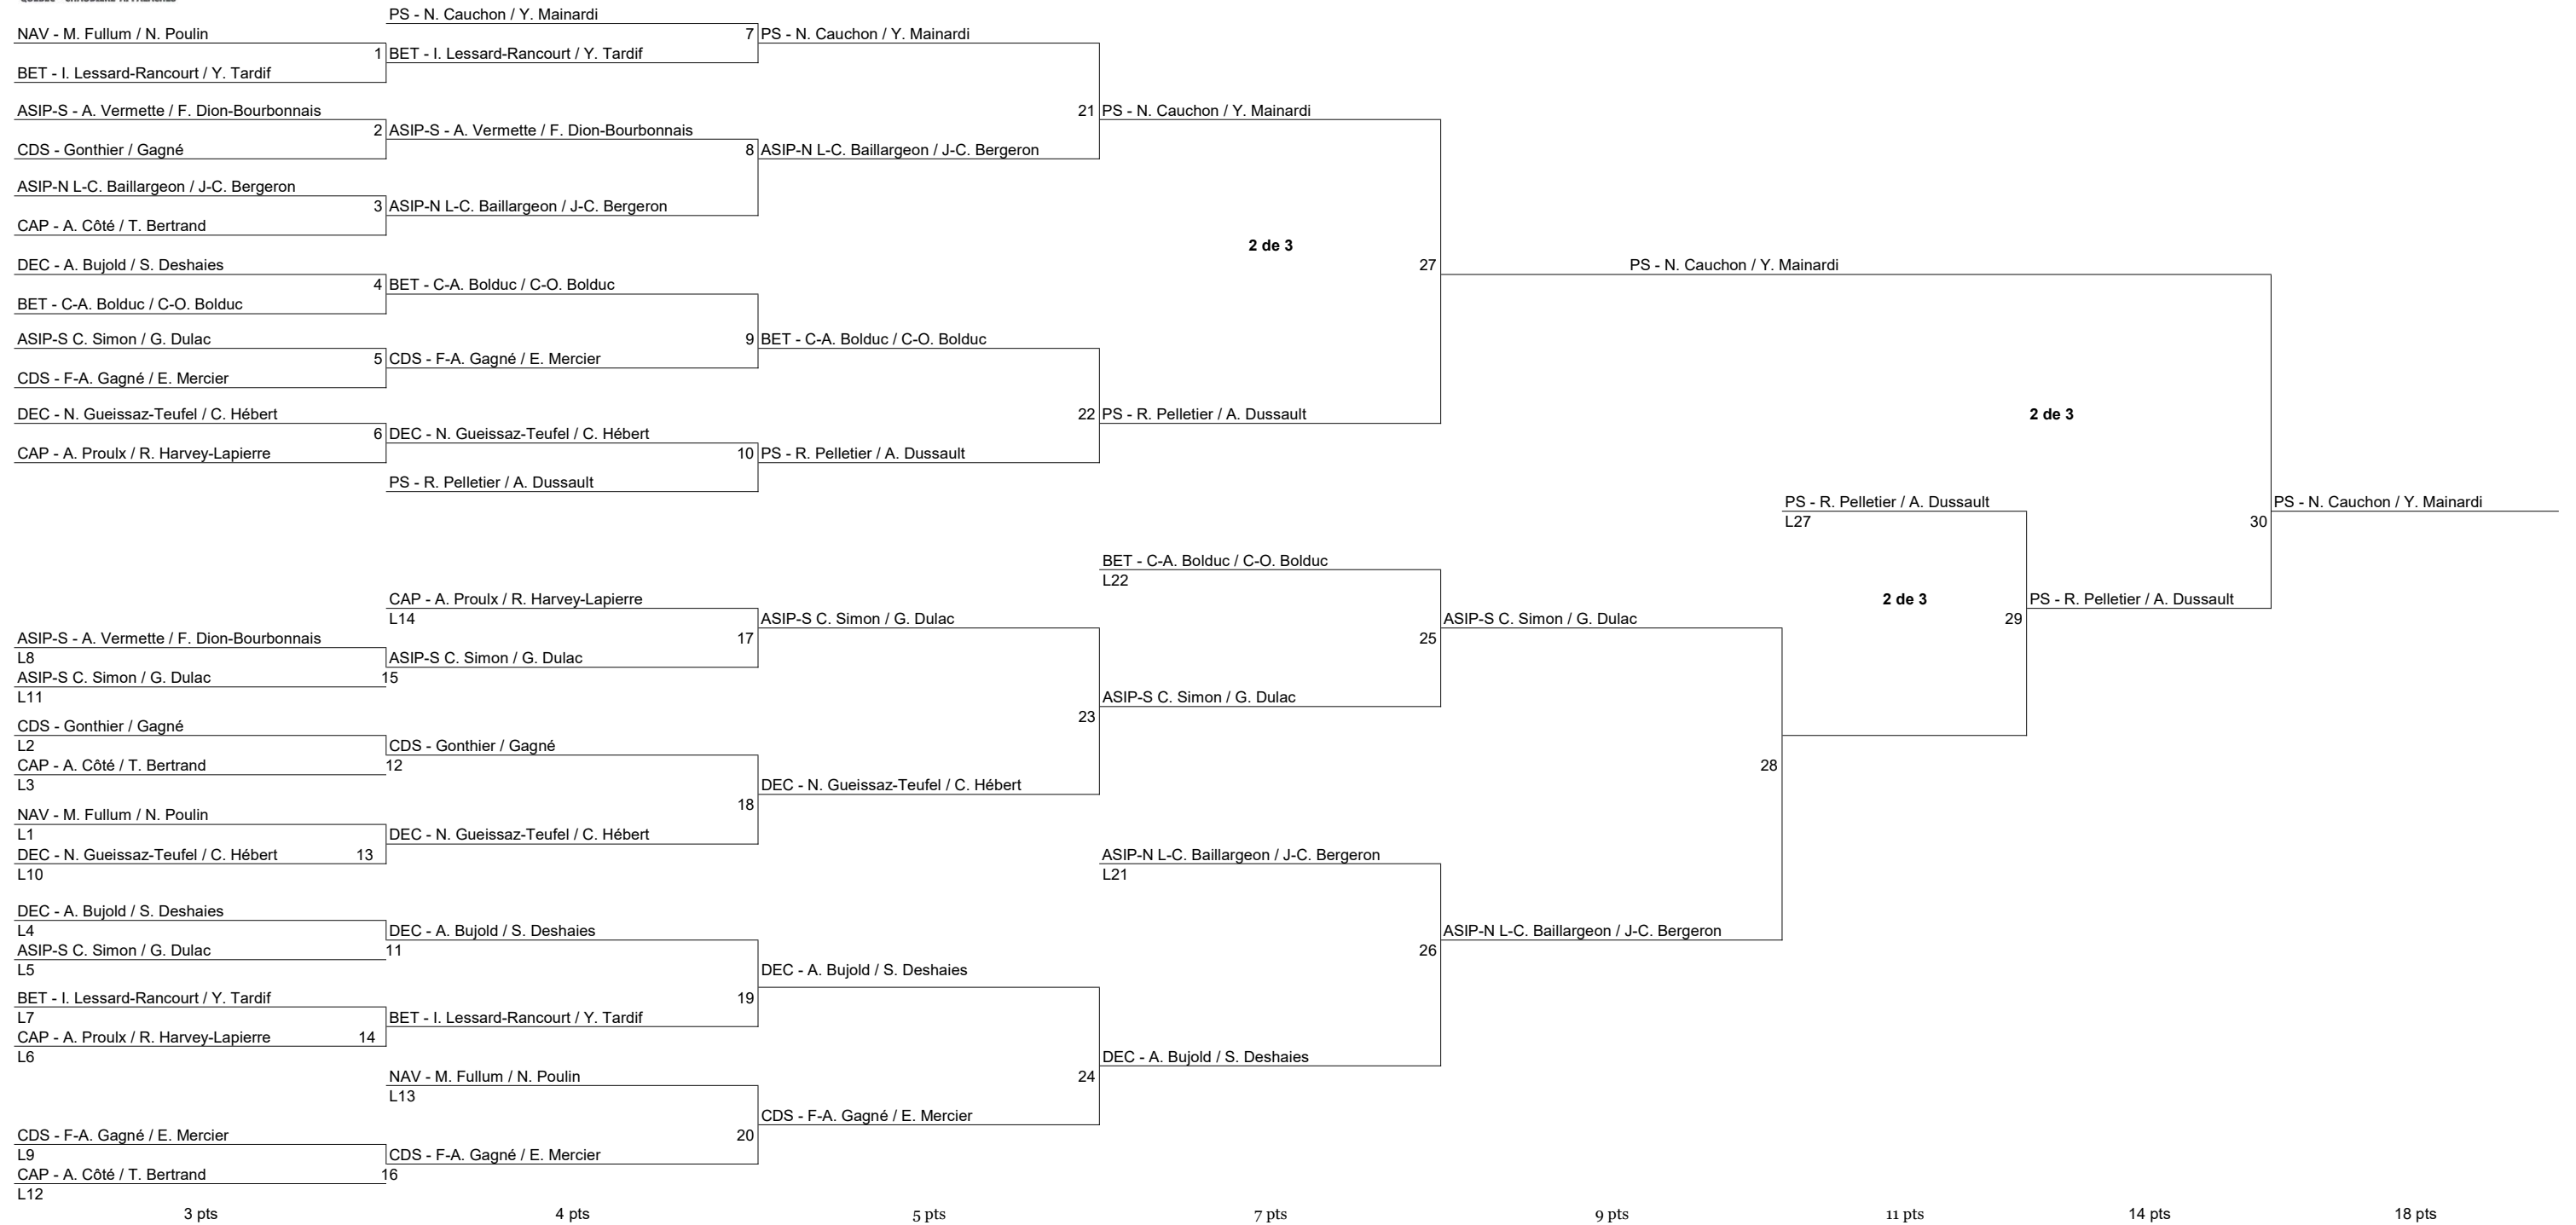 PS - N. Cauchon / Y. Mainardi
NAV - M. Fullum / N. Poulin
7 PS - N. Cauchon / Y. Mainardi
1 BET - I. Lessard-Rancourt / Y. Tardif
BET - I. Lessard-Rancourt / Y. Tardif
ASIP-S - A. Vermette / F. Dion-Bourbonnais
21 PS - N. Cauchon / Y. Mainardi
2 ASIP-S - A. Vermette / F. Dion-Bourbonnais
CDS - Gonthier / Gagné
8 ASIP-N L-C. Baillargeon / J-C. Bergeron
ASIP-N L-C. Baillargeon / J-C. Bergeron
3 ASIP-N L-C. Baillargeon / J-C. Bergeron
CAP - A. Côté / T. Bertrand
2 de 3
DEC - A. Bujold / S. Deshaies
27 PS - N. Cauchon / Y. Mainardi
4 BET - C-A. Bolduc / C-O. Bolduc
BET - C-A. Bolduc / C-O. Bolduc
ASIP-S C. Simon / G. Dulac
9 BET - C-A. Bolduc / C-O. Bolduc
5 CDS - F-A. Gagné / E. Mercier
CDS - F-A. Gagné / E. Mercier
DEC - N. Gueissaz-Teufel / C. Hébert
22 PS - R. Pelletier / A. Dussault
2 de 3
6 DEC - N. Gueissaz-Teufel / C. Hébert
CAP - A. Proulx / R. Harvey-Lapierre
10 PS - R. Pelletier / A. Dussault
PS - R. Pelletier / A. Dussault
PS - R. Pelletier / A. Dussault
PS - N. Cauchon / Y. Mainardi
L27
30
BET - C-A. Bolduc / C-O. Bolduc
L22
CAP - A. Proulx / R. Harvey-Lapierre
2 de 3
PS - R. Pelletier / A. Dussault
L14
ASIP-S C. Simon / G. Dulac
ASIP-S C. Simon / G. Dulac
29
ASIP-S - A. Vermette / F. Dion-Bourbonnais
17
25
L8
ASIP-S C. Simon / G. Dulac
ASIP-S C. Simon / G. Dulac
15
L11
ASIP-S C. Simon / G. Dulac
23
CDS - Gonthier / Gagné
L2
CDS - Gonthier / Gagné
CAP - A. Côté / T. Bertrand
12
28
L3
DEC - N. Gueissaz-Teufel / C. Hébert
18
NAV - M. Fullum / N. Poulin
L1
DEC - N. Gueissaz-Teufel / C. Hébert
DEC - N. Gueissaz-Teufel / C. Hébert 13
ASIP-N L-C. Baillargeon / J-C. Bergeron
L10
L21
DEC - A. Bujold / S. Deshaies
L4
DEC - A. Bujold / S. Deshaies
ASIP-N L-C. Baillargeon / J-C. Bergeron
ASIP-S C. Simon / G. Dulac
11
26
L5
DEC - A. Bujold / S. Deshaies
BET - I. Lessard-Rancourt / Y. Tardif
19
L7
BET - I. Lessard-Rancourt / Y. Tardif
CAP - A. Proulx / R. Harvey-Lapierre 14
L6
DEC - A. Bujold / S. Deshaies
NAV - M. Fullum / N. Poulin
24
L13
CDS - F-A. Gagné / E. Mercier
CDS - F-A. Gagné / E. Mercier
20
L9
CDS - F-A. Gagné / E. Mercier
CAP - A. Côté / T. Bertrand
16
L12
3 pts 4 pts 5 pts 7 pts 9 pts 11 pts 14 pts 18 pts